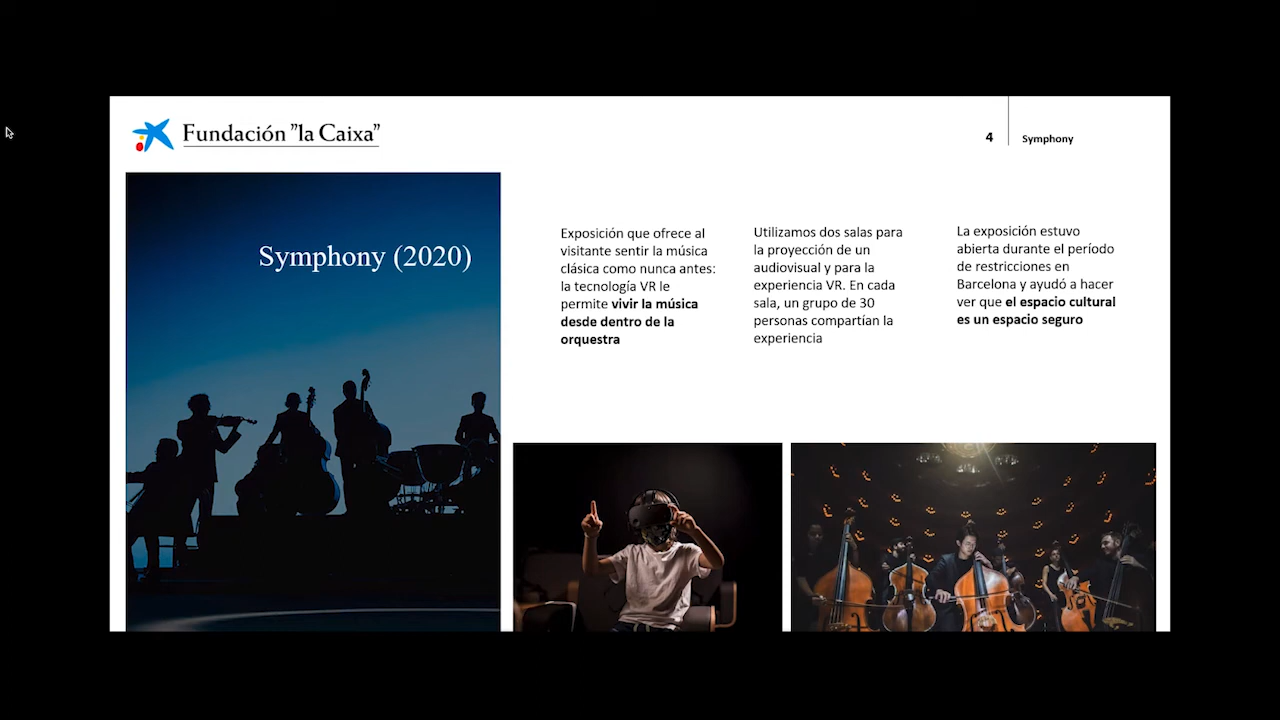 Fundación "la Caixa"
4
Symphony
Symphony (2020)
Exposición que ofrece al
visitante sentir la música
clásica como nunca antes:
la tecnología VR le
permite vivir la música
desde dentro de la
orquestra
Utilizamos dos salas para
la proyección de un
audiovisual y para la
experiencia VR. En cada
sala, un grupo de 30
personas compartían la
experiencia
La exposición estuvo
abierta durante el período
de restricciones en
Barcelona y ayudó a hacer
ver que el espacio cultural
es un espacio seguro